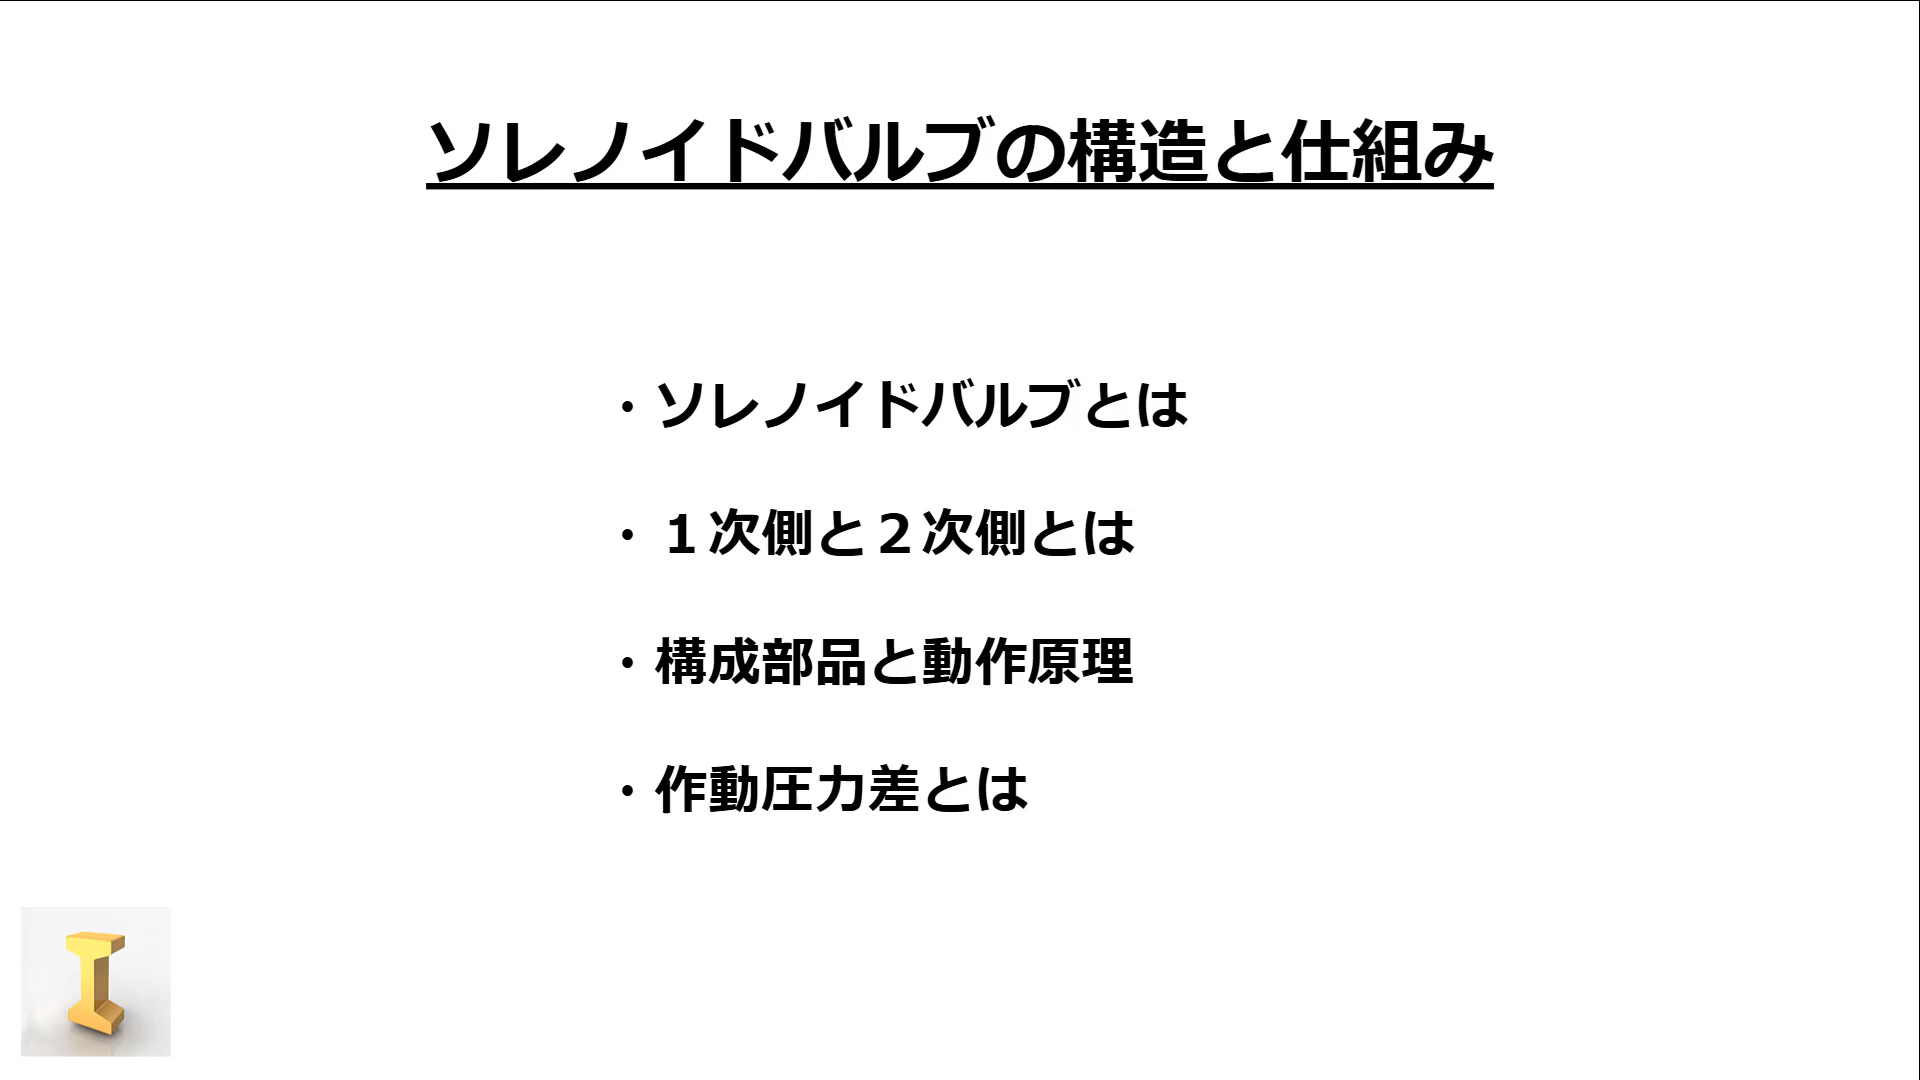 ソレノイドバルブの構造と仕組み
・ソレノイドバルブとは
・１次側と２次側とは
・構成部品と動作原理
・作動圧力差とは